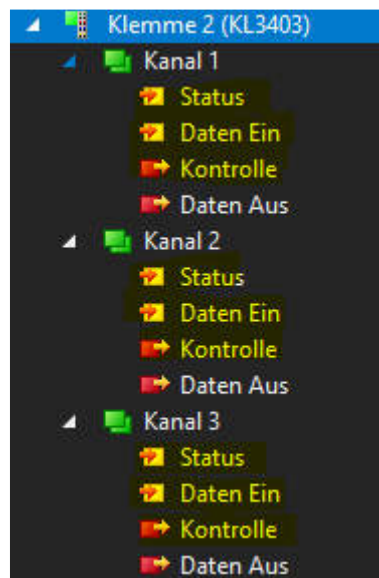 Klemme 2 (KL3403)
Kanal 1
Status
Daten Ein
Kontrolle
Daten Aus
Kanal 2
Status
Daten Ein
Kontrolle
Daten Aus
Kanal 3
Status
Daten Ein
Kontrolle
Daten Aus